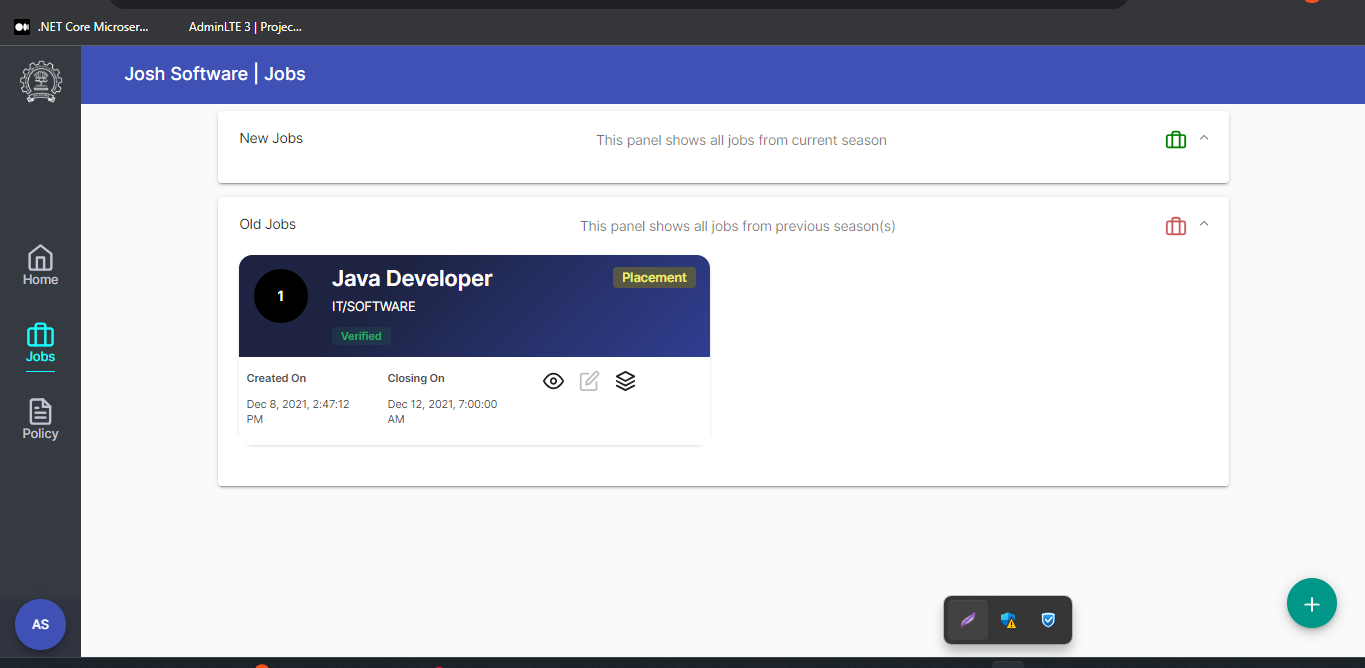 .NET Core Microser...
AdminLTE 3 | Projec...
Josh Software | Jobs
New Jobs
This panel shows all jobs from current season
Old Jobs
This panel shows all jobs from previous season(s)
1
Java Developer
Placement
IT/SOFTWARE
Verified
Created On
Closing On
Dec 8, 2021, 2:47:12
PM
Dec 12, 2021, 7:00:00
AM
Home
Jobs
Policy
AS